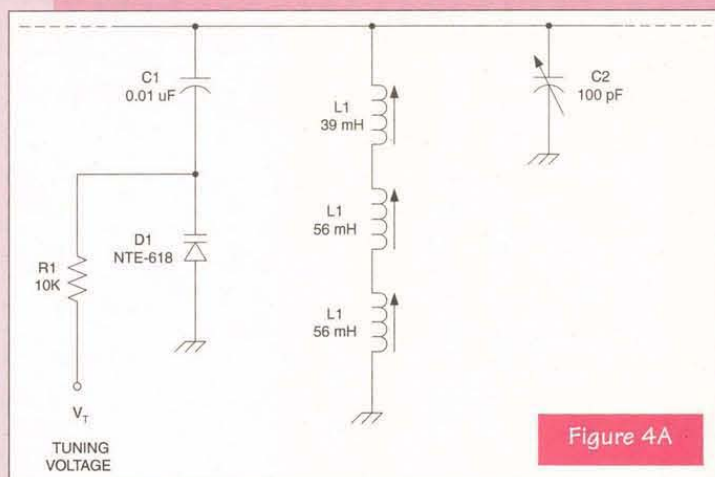 C1
0.01 uF
L1
39 mH
C2
100 pF
L1
56 mH
D1
NTE-618
R1
10K
L1
56 mH
VT
TUNING
VOLTAGE
Figure 4A